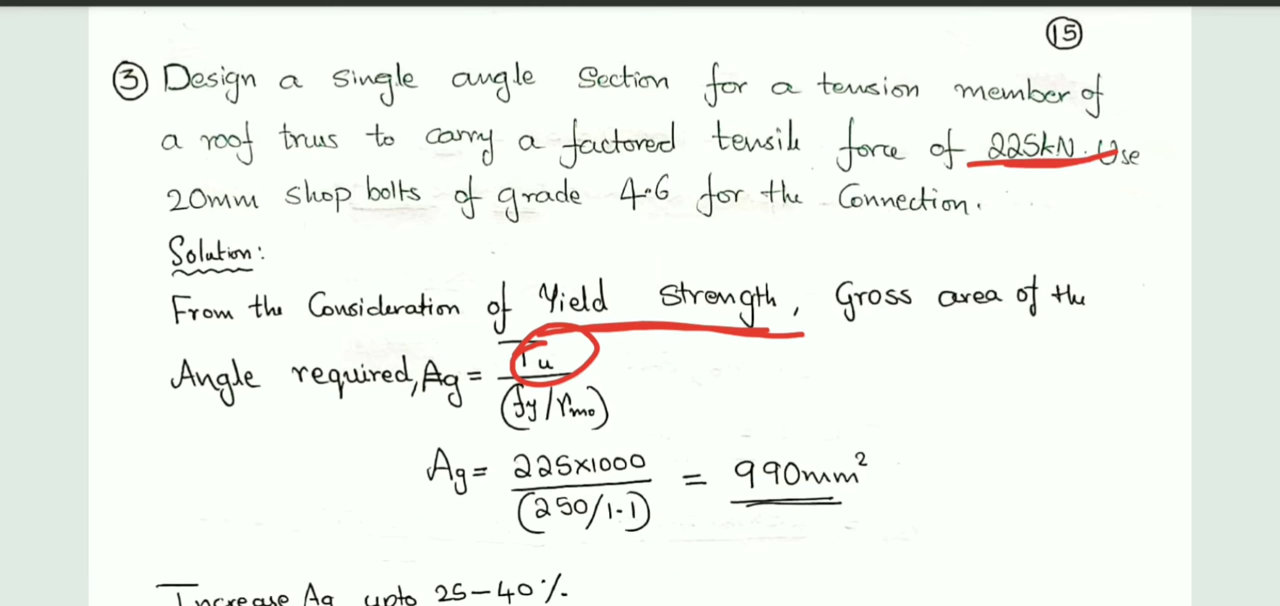 15
③ Design a single angle Section for a tension member of
a roof truss to carry a factored tensile force of 225kN. Use
20mm shop bolts of grade 4.6 for the Connection.
Solution:
From the Consideration of Yield strength, Gross area of the
Angle required, Ag = Tu / (fy/γmo)
Ag = 225×1000 / (250/1.1) = 990mm²
Increase Ag upto 25-40%.